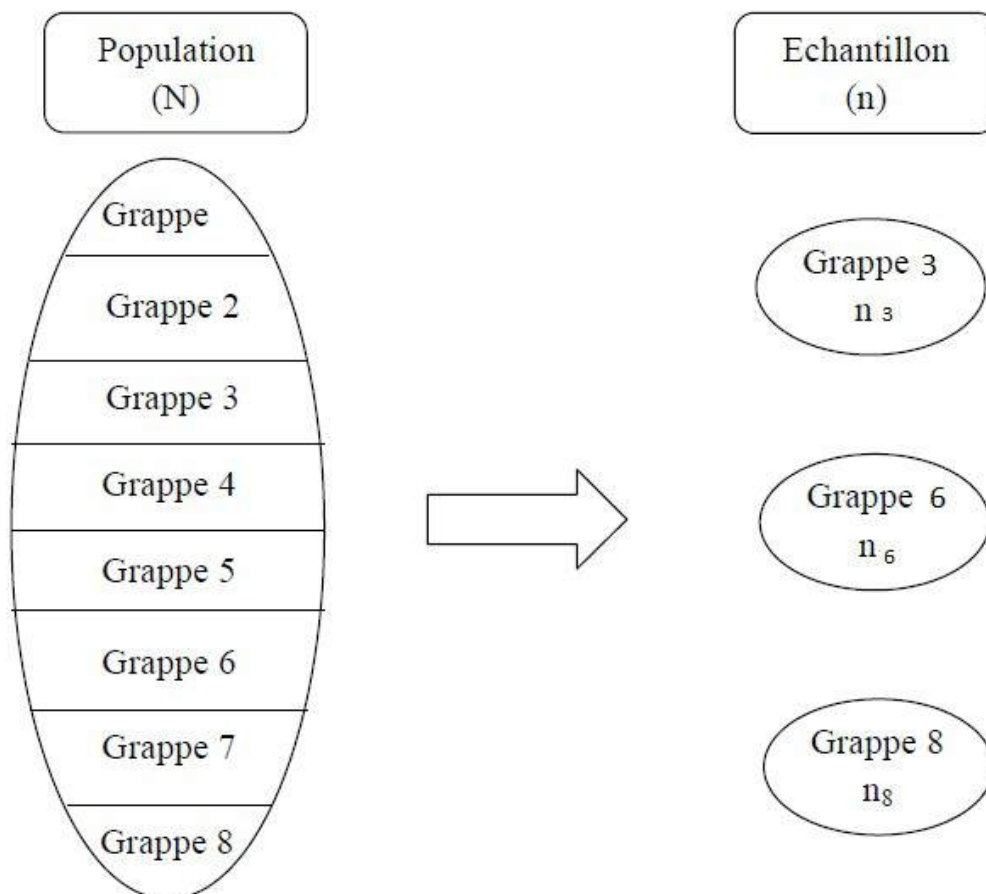 Population
(N)
Echantillon
(n)
Grappe
Grappe 2
Grappe 3
Grappe 4
Grappe 5
Grappe 6
Grappe 7
Grappe 8
Grappe 3
n 3
Grappe 6
n 6
Grappe 8
n8